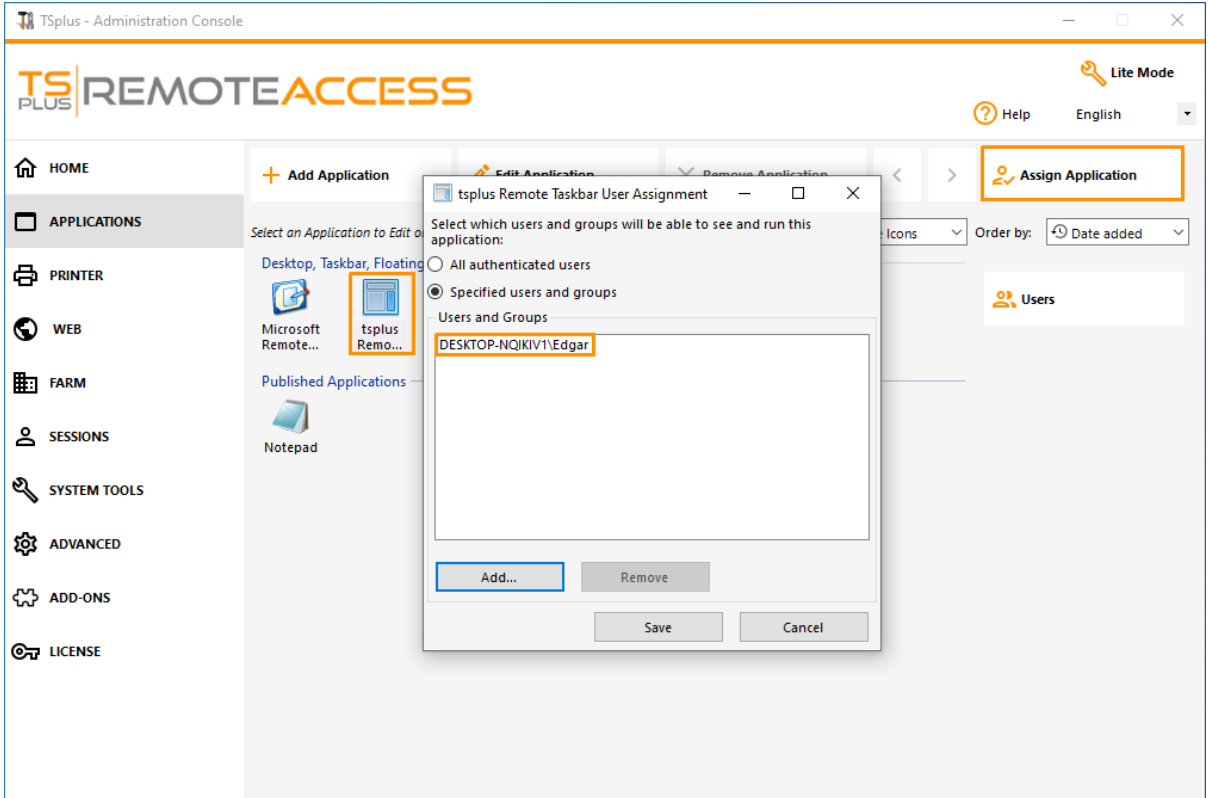 TSplus - Administration Console
TS PLUS REMOTEACCESS
Lite Mode
Help
English
HOME
APPLICATIONS
PRINTER
WEB
FARM
SESSIONS
SYSTEM TOOLS
ADVANCED
ADD-ONS
LICENSE
Add Application
Edit Application
Remove Application
Assign Application
Select an Application to Edit
Icons
Order by:
Date added
Desktop, Taskbar, Floating
Microsoft
Remote...
tsplus
Remo...
Published Applications
Notepad
Users
tsplus Remote Taskbar User Assignment
Select which users and groups will be able to see and run this
application:
All authenticated users
Specified users and groups
Users and Groups
DESKTOP-NQIKIV1\Edgar
Add...
Remove
Save
Cancel